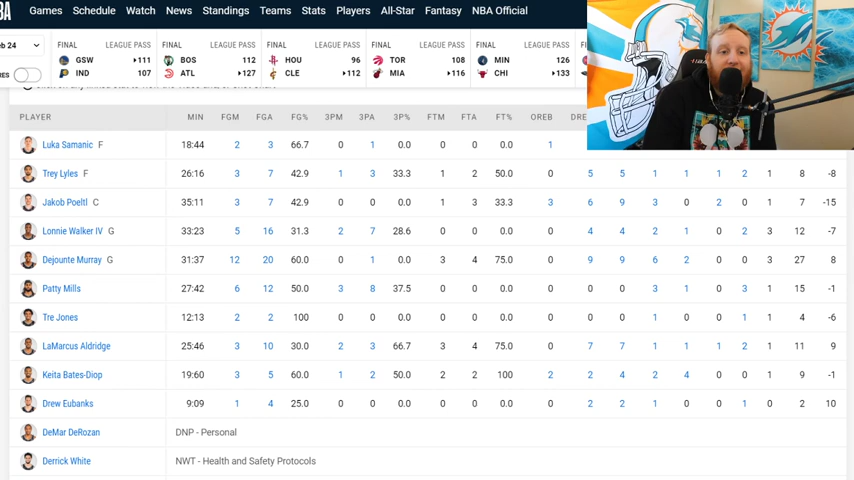 BA Games Schedule Watch News Standings Teams Stats Players All-Star Fantasy NBA Official
FINAL LEAGUE PASS FINAL LEAGUE PASS FINAL LEAGUE PASS FINAL LEAGUE PASS FINAL LEAGUE PASS
eb 24 GSW 111 BOS 112 HOU 96 TOR 108 MIN 126
RES IND 107 ATL 127 CLE 112 MIA 116 CHI 133
PLAYER MIN FGM FGA FG% 3PM 3PA 3P% FTM FTA FT% OREB DRE
Luka Samanic F 18:44 2 3 66.7 0 1 0.0 0 0 0.0 1
Trey Lyles F 26:16 3 7 42.9 1 3 33.3 1 2 50.0 0 5 5 1 1 1 2 1 8 -8
Jakob Poeltl C 35:11 3 7 42.9 0 0 0.0 1 3 33.3 3 6 9 3 0 2 0 1 7 -15
Lonnie Walker IV G 33:23 5 16 31.3 2 7 28.6 0 0 0.0 0 4 4 2 1 0 2 3 12 -7
Dejounte Murray G 31:37 12 20 60.0 0 1 0.0 3 4 75.0 0 9 9 6 2 0 0 3 27 8
Patty Mills 27:42 6 12 50.0 3 8 37.5 0 0 0.0 0 0 0 3 1 0 3 1 15 -1
Tre Jones 12:13 2 2 100 0 0 0.0 0 0 0.0 0 0 0 1 0 0 1 1 4 -6
LaMarcus Aldridge 25:46 3 10 30.0 2 3 66.7 3 4 75.0 0 7 7 1 1 1 2 1 11 9
Keita Bates-Diop 19:60 3 5 60.0 1 2 50.0 2 2 100 2 2 4 2 4 0 0 1 9 -1
Drew Eubanks 9:09 1 4 25.0 0 0 0.0 0 0 0.0 0 2 2 1 0 0 1 0 2 10
DeMar DeRozan DNP - Personal
Derrick White NWT - Health and Safety Protocols